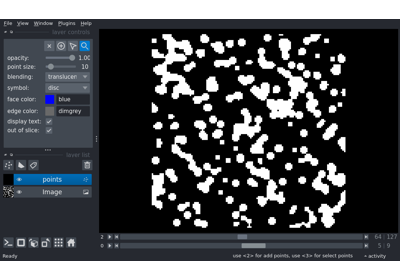 File View Window Plugins Help
layer controls
opacity: 1.00
point size: 10
blending: translucen
symbol: disc
face color: blue
edge color: dimgrey
display text:
out of slice:
layer list
points
Image
2 64 127
0 5 9
Ready use <2> for add points, use <3> for select points activity